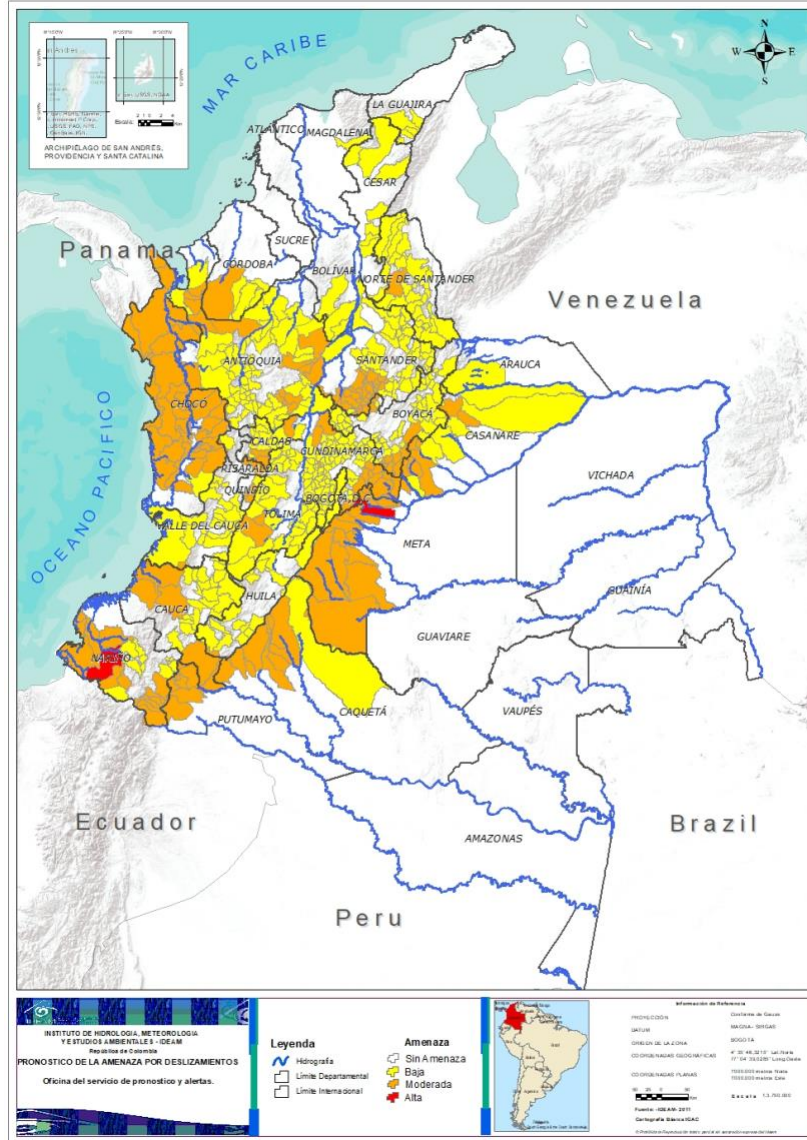 N
W E
S
MAR CARIBE
ARCHIPIÉLAGO DE SAN ANDRÉS,
PROVIDENCIA Y SANTA CATALINA
LA GUAJIRA
ATLÁNTICO
MAGDALENA
CESAR
Panama
SUCRE
CÓRDOBA
BOLÍVAR
NORTE DE SANTANDER
Venezuela
ANTIOQUIA
SANTANDER
ARAUCA
CHOCÓ
BOYACÁ
CASANARE
CALDAS
CUNDINAMARCA
RISARALDA
VICHADA
QUINDÍO
BOGOTÁ, D.C.
OCEANO PACIFICO
TOLIMA
VALLE DEL CAUCA
META
HUILA
GUAINÍA
CAUCA
GUAVIARE
NARIÑO
CAQUETÁ
VAUPÉS
PUTUMAYO
Ecuador
Brazil
AMAZONAS
Peru
INSTITUTO DE HIDROLOGIA, METEOROLOGIA
Y ESTUDIOS AMBIENTALES - IDEAM
República de Colombia
PRONOSTICO DE LA AMENAZA POR DESLIZAMIENTOS
Oficina del servicio de pronostico y alertas.
Leyenda
Hidrografía
Límite Departamental
Límite Internacional
Amenaza
Sin Amenaza
Baja
Moderada
Alta
Información de Referencia
PROYECCIÓN
DATUM MAGNA - SIRGAS
ORIGEN DE LA ZONA BOGOTÁ
COORDENADAS GEOGRÁFICAS
COORDENADAS PLANAS
Fuente: -IDEAM- 2011
Cartografía Básica IGAC